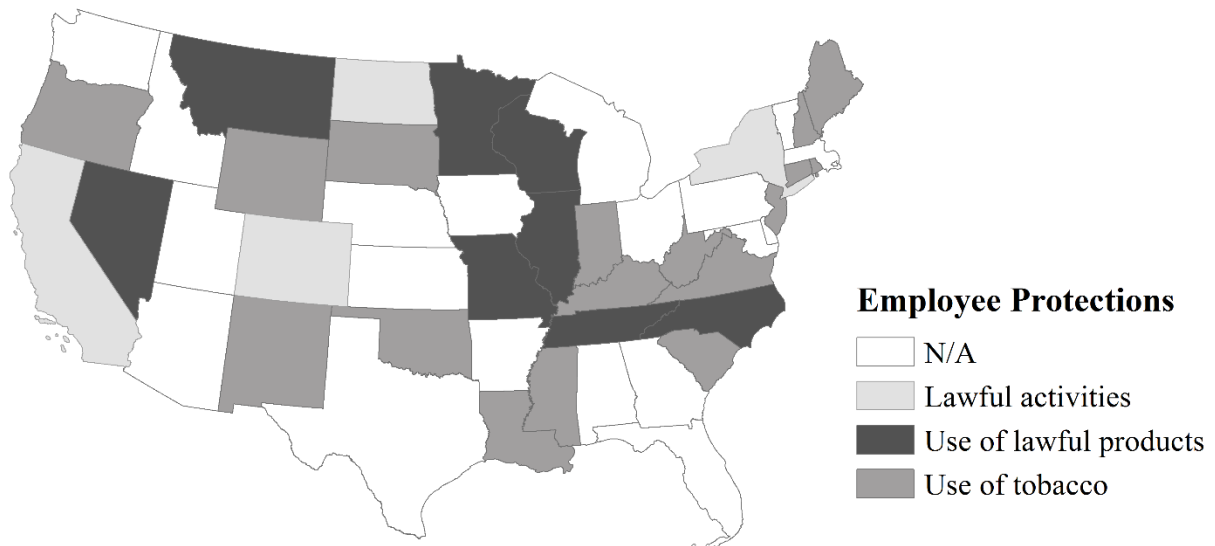 Employee Protections
N/A
Lawful activities
Use of lawful products
Use of tobacco